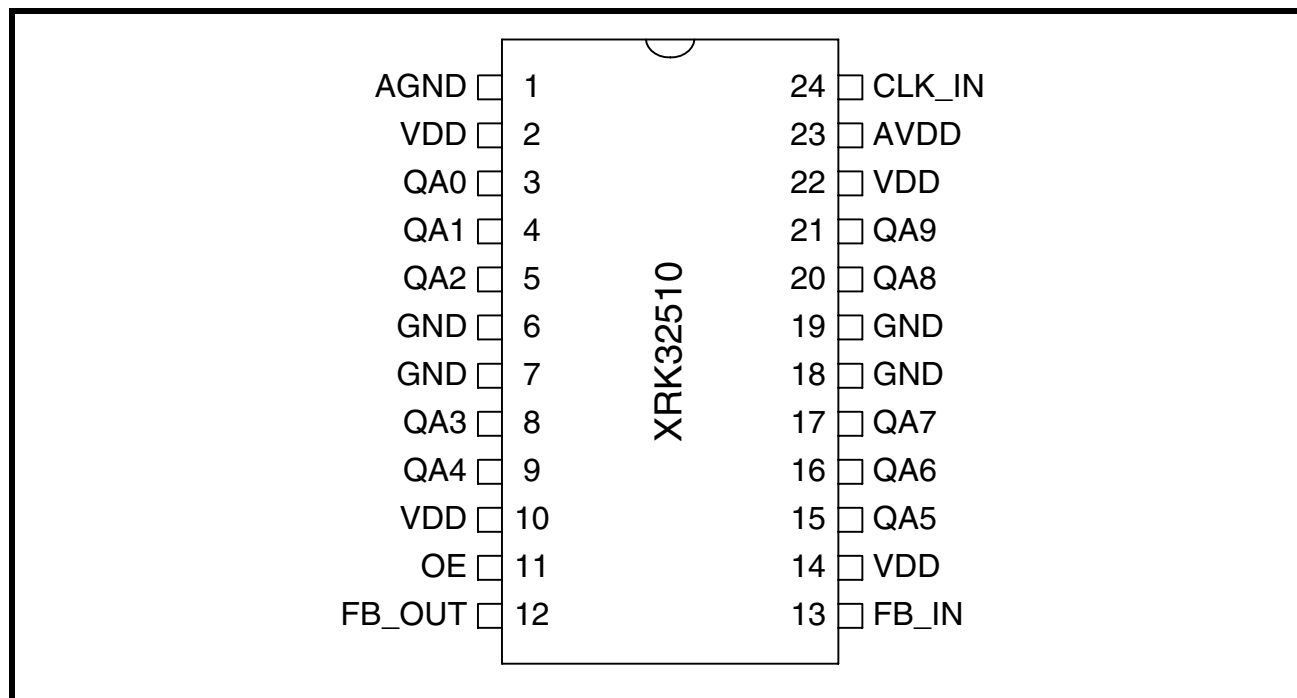 AGND 1 24 CLK_IN
VDD 2 23 AVDD
QA0 3 22 VDD
QA1 4 21 QA9
QA2 5 20 QA8
GND 6 19 GND
GND 7 18 GND
QA3 8 17 QA7
QA4 9 16 QA6
VDD 10 15 QA5
OE 11 14 VDD
FB_OUT 12 13 FB_IN
XRK32510